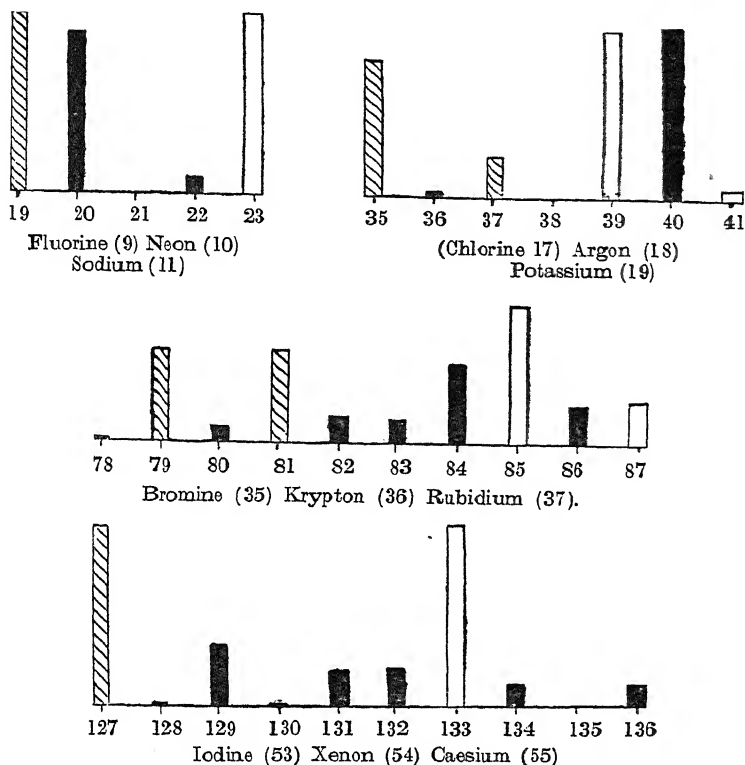 19 20 21 22 23
Fluorine (9) Neon (10)
Sodium (11)
35 36 37 38 39 40 41
(Chlorine 17) Argon (18)
Potassium (19)
78 79 80 81 82 83 84 85 86 87
Bromine (35) Krypton (36) Rubidium (37).
127 128 129 130 131 132 133 134 135 136
Iodine (53) Xenon (54) Caesium (55)